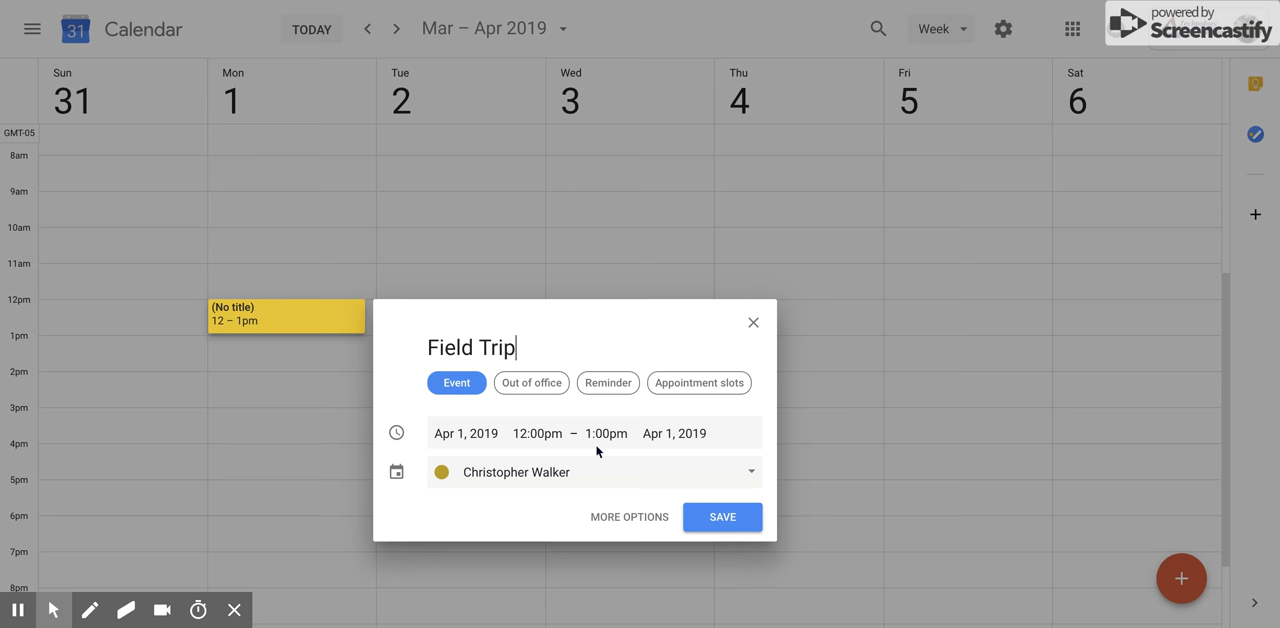 31
Calendar
TODAY
Mar – Apr 2019
Week
powered by
Screencastify
Sun
31
Mon
1
Tue
2
Wed
3
Thu
4
Fri
5
Sat
6
GMT-05
8am
9am
10am
11am
12pm
1pm
2pm
3pm
4pm
5pm
6pm
7pm
8pm
(No title)
12 – 1pm
Field Trip
Event
Out of office
Reminder
Appointment slots
Apr 1, 2019 12:00pm – 1:00pm Apr 1, 2019
Christopher Walker
MORE OPTIONS
SAVE